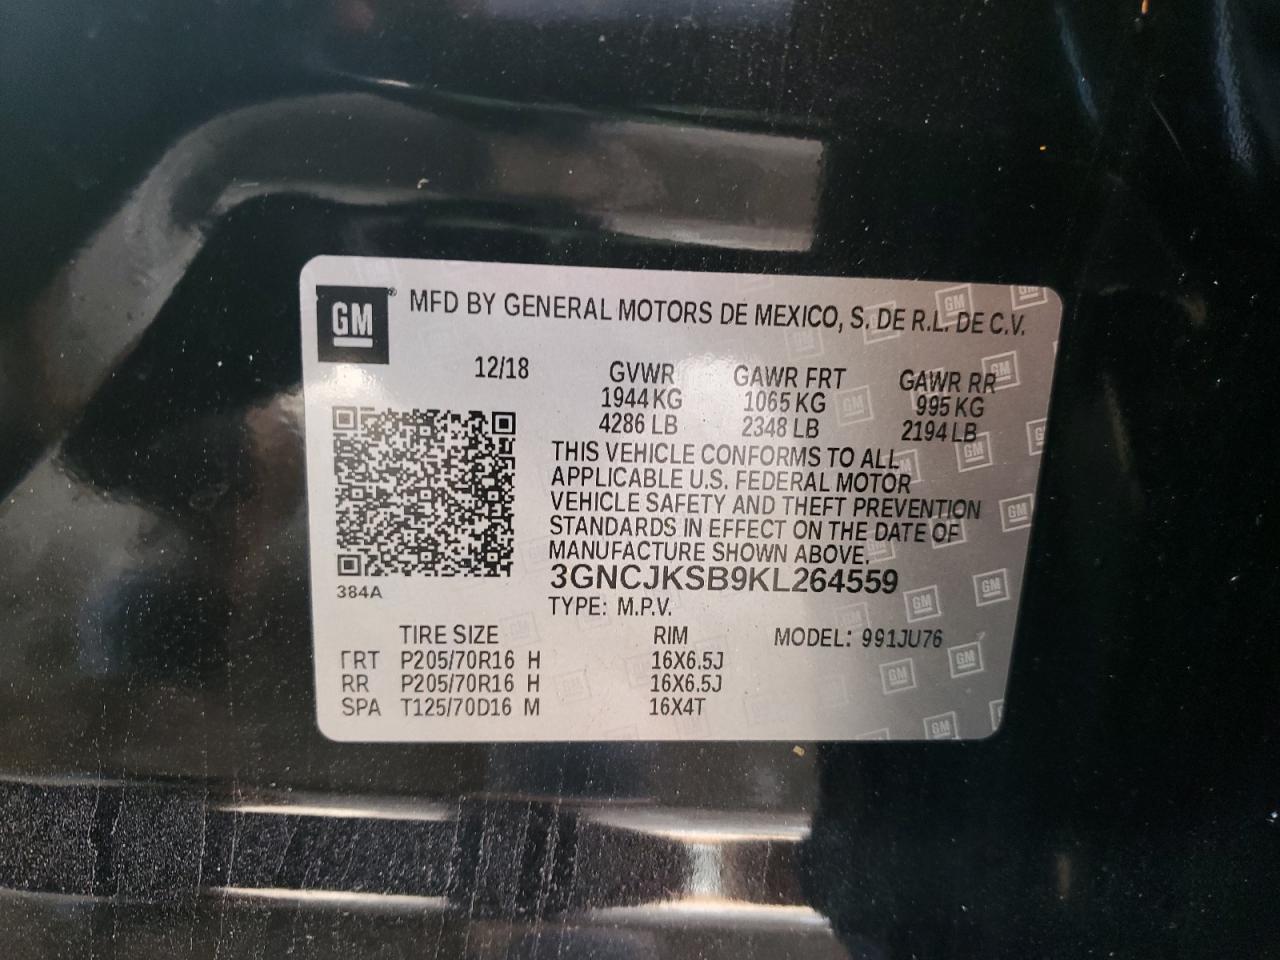 GM® MFD BY GENERAL MOTORS DE MEXICO, S. DE R.L. DE C.V.
12/18 GVWR GAWR FRT GAWR RR
1944 KG 1065 KG 995 KG
4286 LB 2348 LB 2194 LB
THIS VEHICLE CONFORMS TO ALL
APPLICABLE U.S. FEDERAL MOTOR
VEHICLE SAFETY AND THEFT PREVENTION
STANDARDS IN EFFECT ON THE DATE OF
MANUFACTURE SHOWN ABOVE.
3GNCJKSB9KL264559
384A
TYPE: M.P.V.
TIRE SIZE RIM MODEL: 991JU76
FRT P205/70R16 H 16X6.5J
RR P205/70R16 H 16X6.5J
SPA T125/70D16 M 16X4T